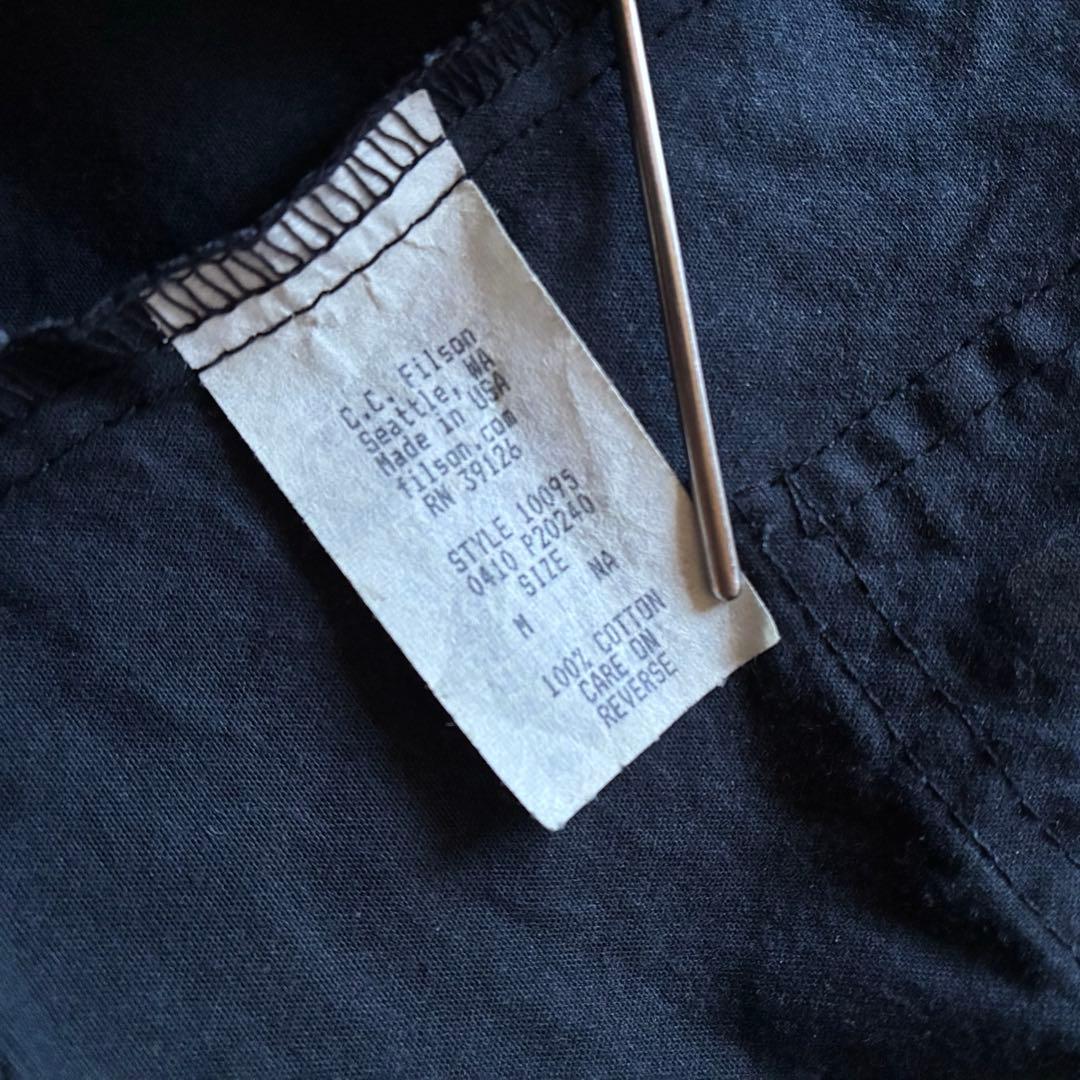 C.C. Filson
Seattle, WA
Made in USA
filson.com
RN 39126
STYLE 10095
0410 P20240
SIZE
M NA
100% COTTON
CARE ON
REVERSE